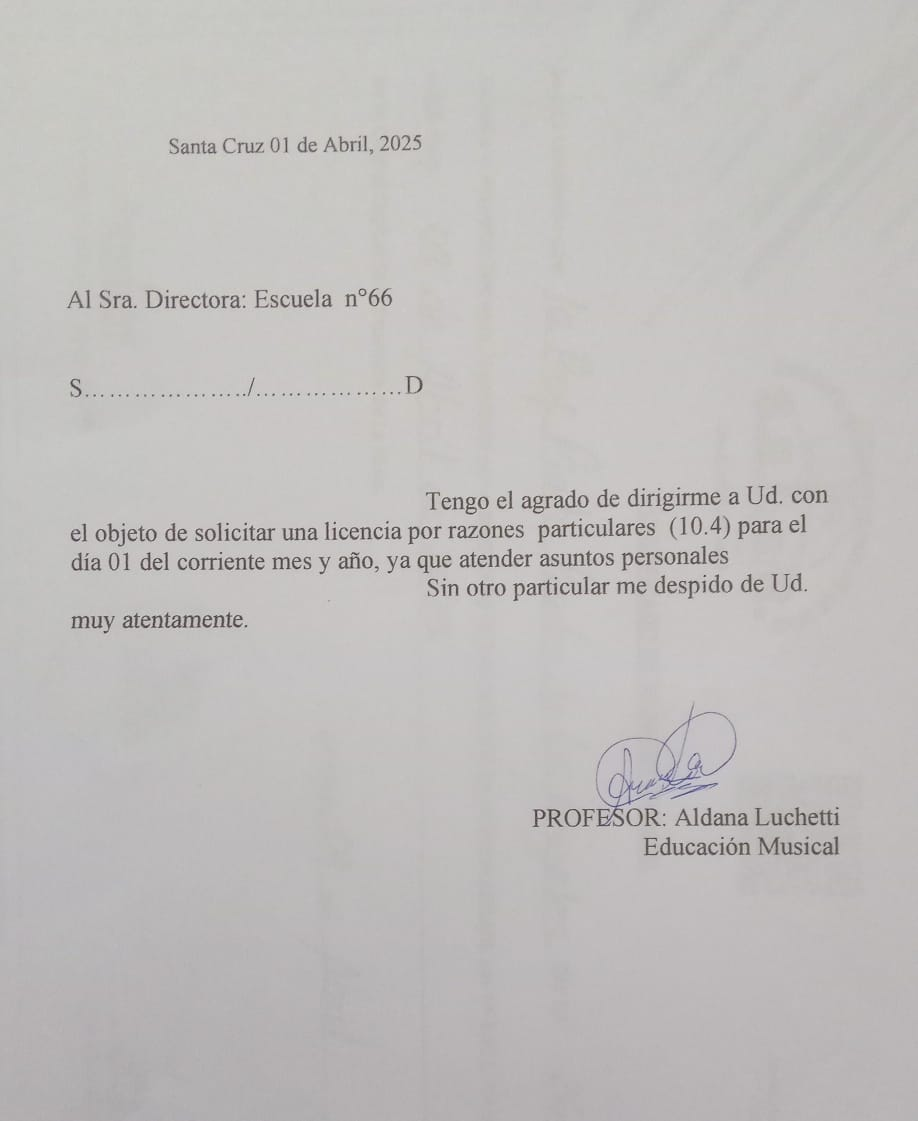 Santa Cruz 01 de Abril, 2025
Al Sra. Directora: Escuela n°66
S………………../………………D
Tengo el agrado de dirigirme a Ud. con
el objeto de solicitar una licencia por razones particulares (10.4) para el
día 01 del corriente mes y año, ya que atender asuntos personales
Sin otro particular me despido de Ud.
muy atentamente.
PROFESOR: Aldana Luchetti
Educación Musical